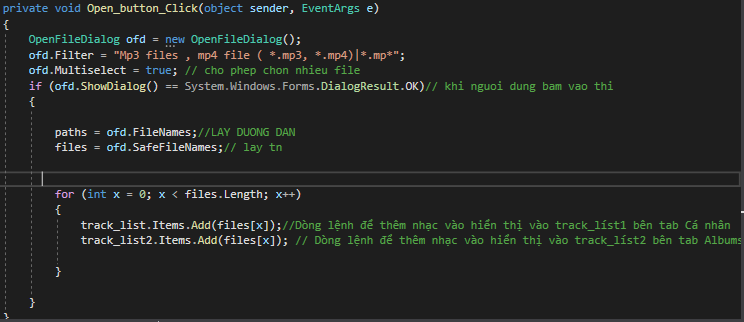 private void Open_button_Click(object sender, EventArgs e)
{
OpenFileDialog ofd = new OpenFileDialog();
ofd.Filter = "Mp3 files , mp4 file ( *.mp3, *.mp4)|*.mp*";
ofd.Multiselect = true; // cho phep chon nhieu file
if (ofd.ShowDialog() == System.Windows.Forms.DialogResult.OK)// khi nguoi dung bam vao thi
{
paths = ofd.FileNames;//LAY DUONG DAN
files = ofd.SafeFileNames;// lay tn
for (int x = 0; x < files.Length; x++)
{
track_list.Items.Add(files[x]);//Dòng lệnh để thêm nhạc vào hiển thị vào track_list1 bên tab Cá nhân
track_list2.Items.Add(files[x]); // Dòng lệnh để thêm nhạc vào hiển thị vào track_list2 bên tab Albums
}
}
}